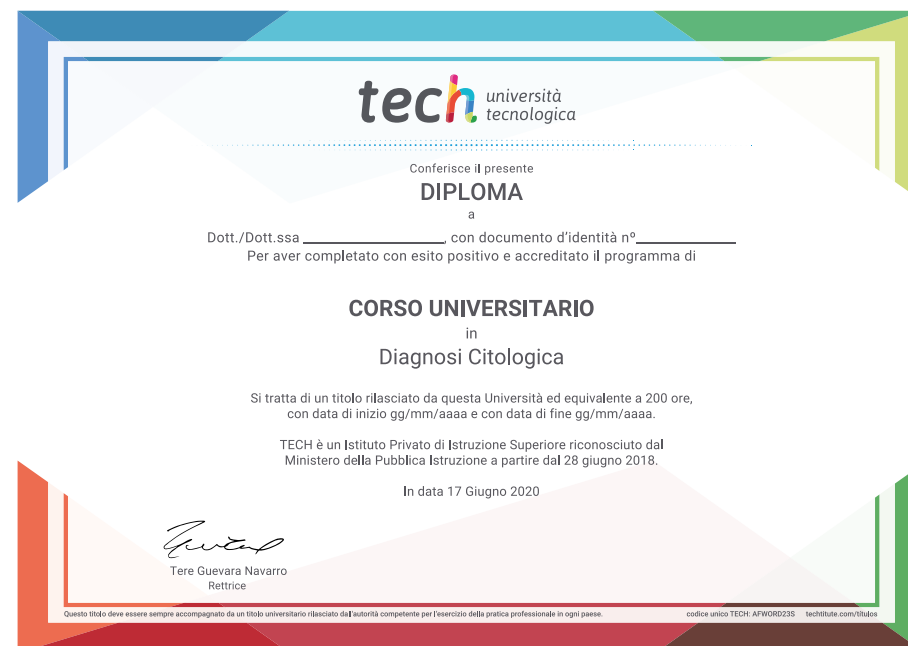 tech università
tecnologica
Conferisce il presente
DIPLOMA
a
Dott./Dott.ssa ____________________, con documento d'identità nº______________
Per aver completato con esito positivo e accreditato il programma di
CORSO UNIVERSITARIO
in
Diagnosi Citologica
Si tratta di un titolo rilasciato da questa Università ed equivalente a 200 ore,
con data di inizio gg/mm/aaaa e con data di fine gg/mm/aaaa.
TECH è un Istituto Privato di Istruzione Superiore riconosciuto dal
Ministero della Pubblica Istruzione a partire dal 28 giugno 2018.
In data 17 Giugno 2020
Tere Guevara Navarro
Rettrice
Questo titolo deve essere sempre accompagnato da un titolo universitario rilasciato dall'autorità competente per l'esercizio della pratica professionale in ogni paese. codice unico TECH: AFWORD23S techtitute.com/titulos